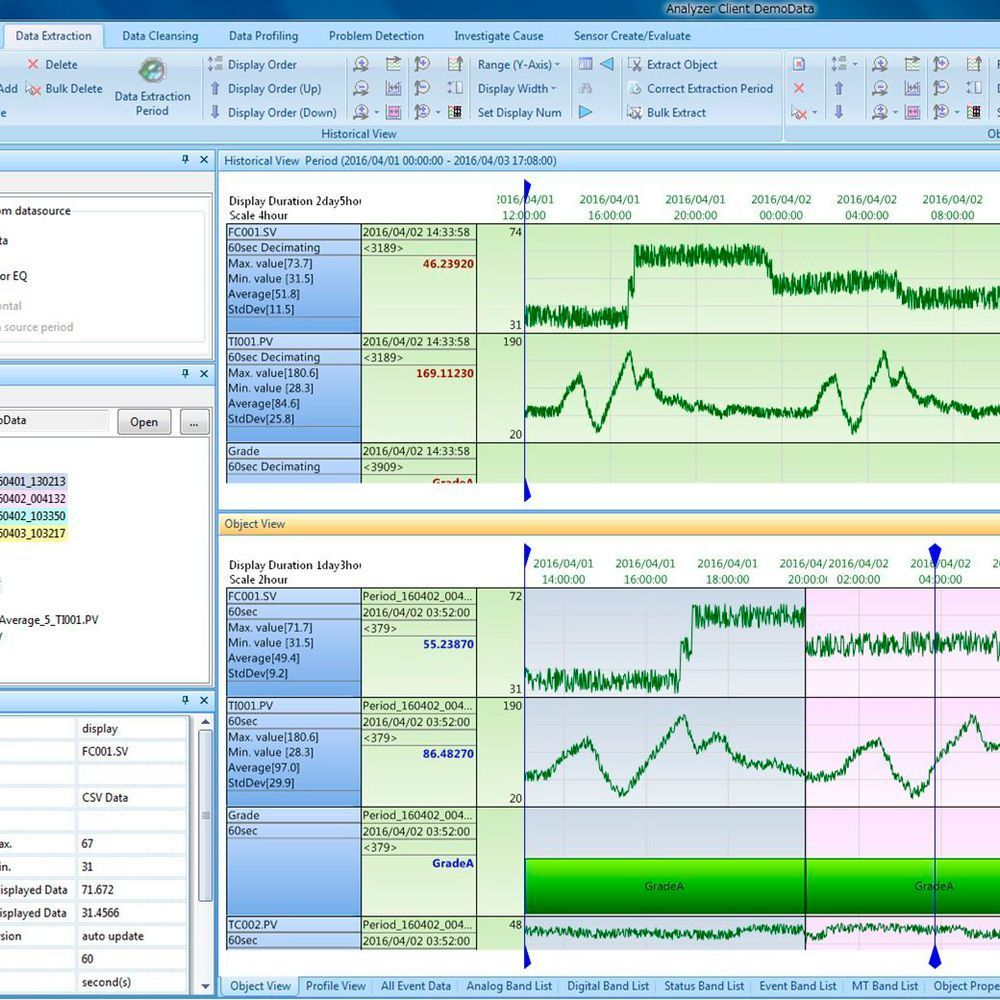 Analyzer Client DemoData
Data Extraction Data Cleansing Data Profiling Problem Detection Investigate Cause Sensor Create/Evaluate
Delete Display Order Range (Y-Axis) Extract Object
Add Bulk Delete Data Extraction Period Display Order (Up) Display Width Correct Extraction Period
Display Order (Down) Set Display Num Bulk Extract
Historical View
Historical View Period (2016/04/01 00:00:00 - 2016/04/03 17:08:00)
om datasource
ta
or EQ
ontal
source period
Display Duration 2day5hou
Scale 4hour
2016/04/01 2016/04/01 2016/04/01 2016/04/02 2016/04/02 2016/04/02
12:00:00 16:00:00 20:00:00 00:00:00 04:00:00 08:00:00
FC001.SV 2016/04/02 14:33:58 74
60sec Decimating <3189>
Max. value[73.7] 46.23920
Min. value [31.5]
Average[51.8]
StdDev[11.5]
31
TI001.PV 2016/04/02 14:33:58 190
60sec Decimating <3189>
Max. value[180.6] 169.11230
Min. value [28.3]
Average[84.6]
StdDev[25.8]
20
Grade 2016/04/02 14:33:58
60sec Decimating <3909>
GradeA
oData Open ...
60401_130213
60402_004132
60402_103350
60403_103217
Average_5_TI001.PV
Object View
Display Duration 1day3hou
Scale 2hour
2016/04/01 2016/04/01 2016/04/01 2016/04/02 2016/04/02
14:00:00 16:00:00 18:00:00 20:00:0 02:00:00 04:00:00
FC001.SV Period_160402_004... 72
60sec 2016/04/02 03:52:00
Max. value[71.7] <379>
Min. value [31.5] 55.23870
Average[49.4]
StdDev[9.2]
31
TI001.PV Period_160402_004... 190
60sec 2016/04/02 03:52:00
Max. value[180.6] <379>
Min. value [28.3] 86.48270
Average[97.0]
StdDev[29.9]
20
Grade Period_160402_004...
60sec 2016/04/02 03:52:00
<379>
GradeA
GradeA GradeA
TC002.PV Period_160402_004... 48
60sec 2016/04/02 03:52:00
display
FC001.SV
CSV Data
ax. 67
in. 31
isplayed Data 71.672
isplayed Data 31.4566
rsion auto update
60
second(s)
Object View Profile View All Event Data Analog Band List Digital Band List Status Band List Event Band List MT Band List Object Prope